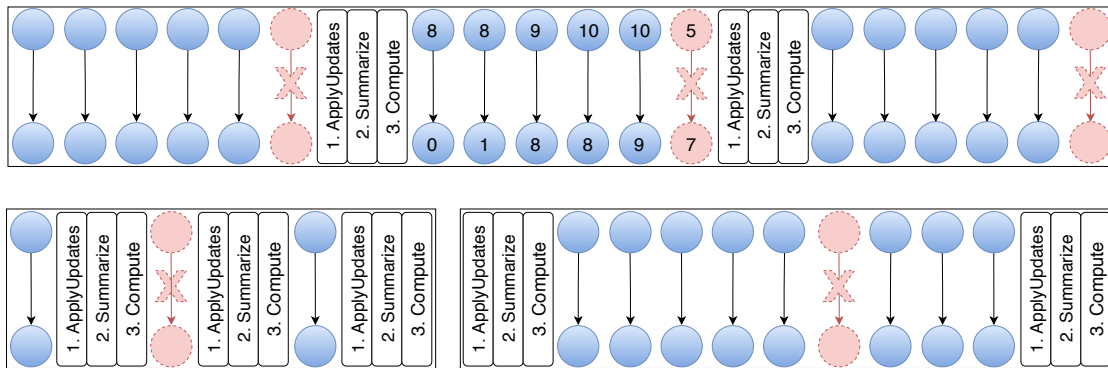 1. ApplyUpdates
2. Summarize
3. Compute
8 8 9 10 10 5
0 1 8 8 9 7
1. ApplyUpdates
2. Summarize
3. Compute
1. ApplyUpdates
2. Summarize
3. Compute
1. ApplyUpdates
2. Summarize
3. Compute
1. ApplyUpdates
2. Summarize
3. Compute
1. ApplyUpdates
2. Summarize
3. Compute
1. ApplyUpdates
2. Summarize
3. Compute